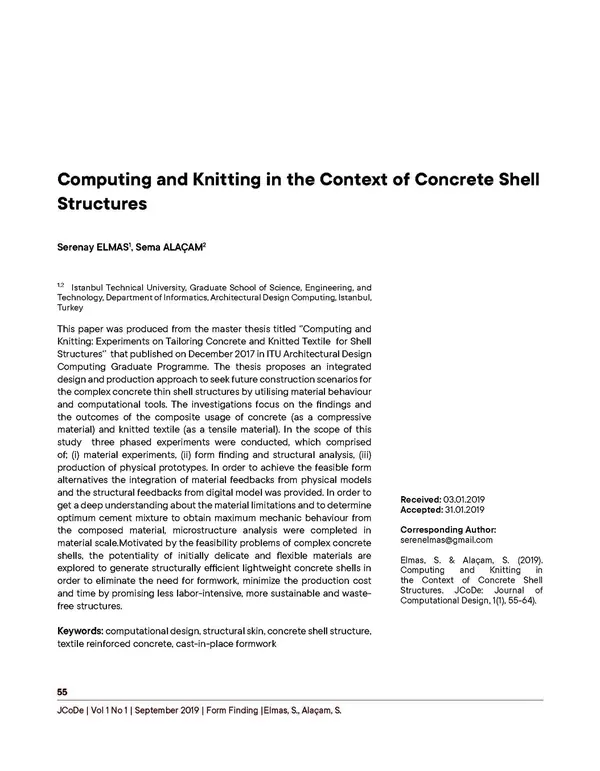 Computing and Knitting in the Context of Concrete Shell
Structures
Serenay ELMAS¹, Sema ALAÇAM²
¹,² Istanbul Technical University, Graduate School of Science, Engineering, and
Technology, Department of Informatics, Architectural Design Computing, Istanbul,
Turkey
This paper was produced from the master thesis titled "Computing and
Knitting: Experiments on Tailoring Concrete and Knitted Textile for Shell
Structures" that published on December 2017 in ITU Architectural Design
Computing Graduate Programme. The thesis proposes an integrated
design and production approach to seek future construction scenarios for
the complex concrete thin shell structures by utilising material behaviour
and computational tools. The investigations focus on the findings and
the outcomes of the composite usage of concrete (as a compressive
material) and knitted textile (as a tensile material). In the scope of this
study three phased experiments were conducted, which comprised
of; (i) material experiments, (ii) form finding and structural analysis, (iii)
production of physical prototypes. In order to achieve the feasible form
alternatives the integration of material feedbacks from physical models
and the structural feedbacks from digital model was provided. In order to
get a deep understanding about the material limitations and to determine
optimum cement mixture to obtain maximum mechanic behaviour from
the composed material, microstructure analysis were completed in
material scale.Motivated by the feasibility problems of complex concrete
shells, the potentiality of initially delicate and flexible materials are
explored to generate structurally efficient lightweight concrete shells in
order to eliminate the need for formwork, minimize the production cost
and time by promising less labor-intensive, more sustainable and waste-
free structures.
Keywords: computational design, structural skin, concrete shell structure,
textile reinforced concrete, cast-in-place formwork
Received: 03.01.2019
Accepted: 31.01.2019
Corresponding Author:
serenelmas@gmail.com
Elmas, S. & Alaçam, S. (2019).
Computing and Knitting in
the Context of Concrete Shell
Structures. JCoDe: Journal of
Computational Design, 1(1), 55-64).
55
JCoDe | Vol 1 No 1 | September 2019 | Form Finding |Elmas, S., Alaçam, S.